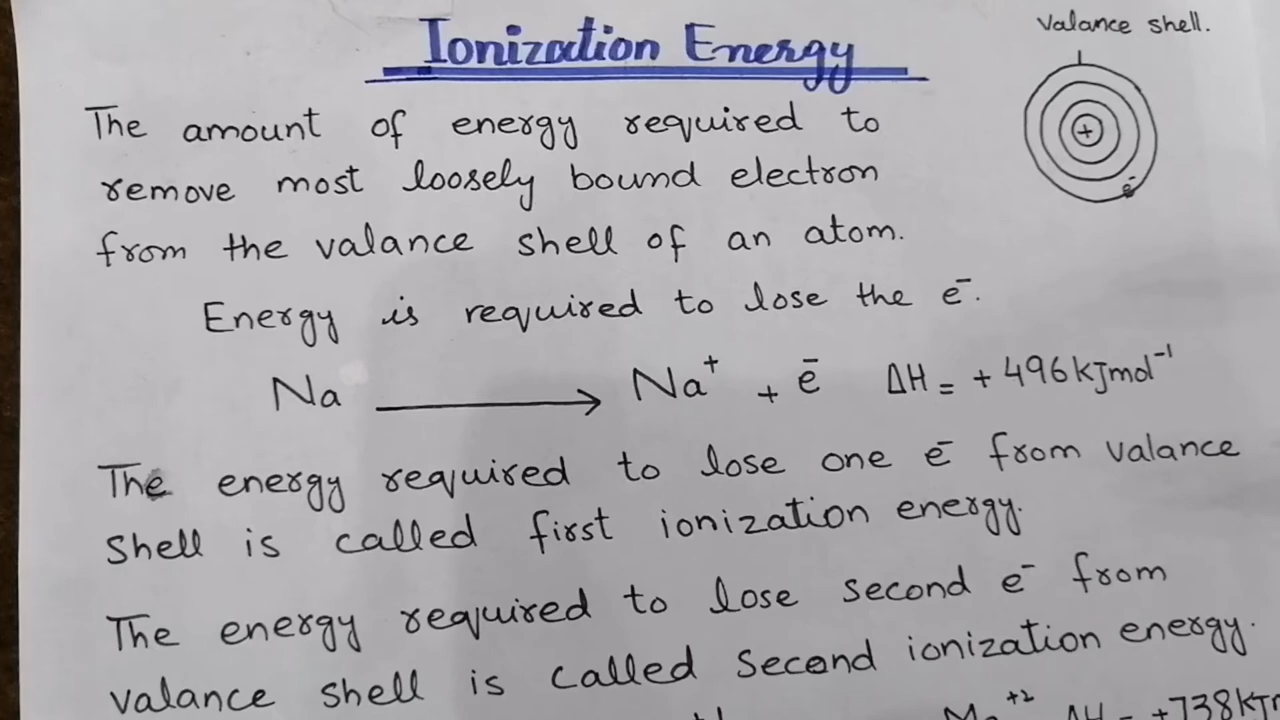 Ionization Energy
Valance shell.
The amount of energy required to
remove most loosely bound electron
from the valance shell of an atom.
+
e⁻
Energy is required to lose the e⁻.
Na ⟶ Na⁺ + e⁻ ΔH = +496kJmol⁻¹
The energy required to lose one e⁻ from valance
Shell is called first ionization energy.
The energy required to lose second e⁻ from
valance shell is called Second ionization energy.
+2 ΔH = +738kJ